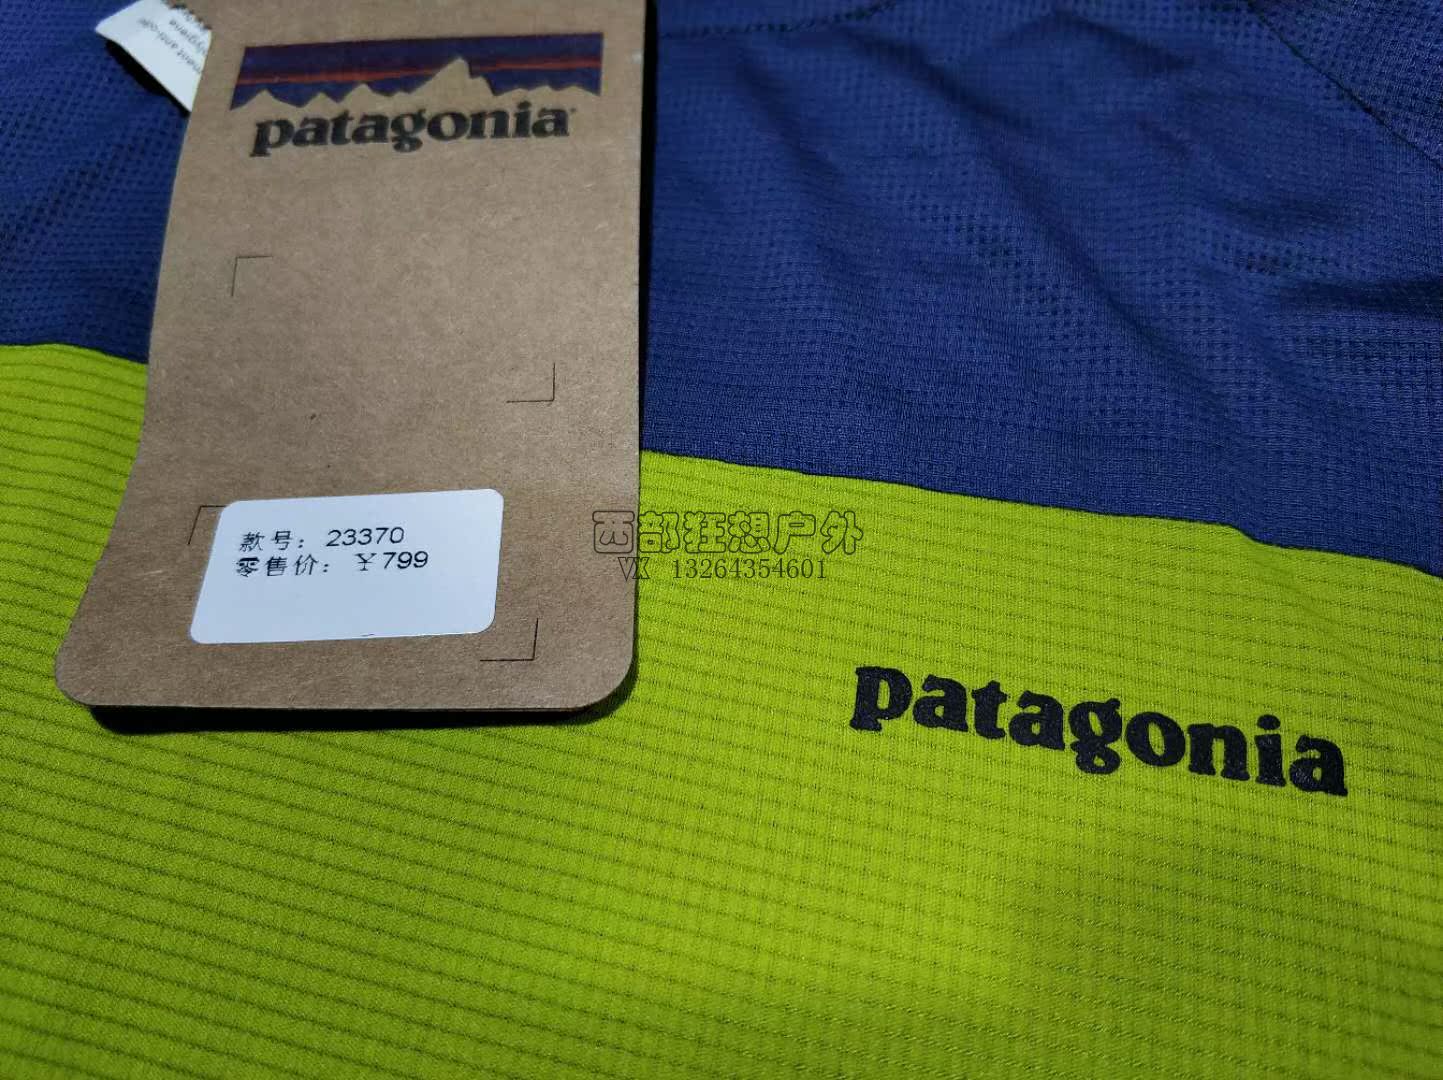 patagonia
款号: 23370
零售价: ¥799
西部狂想户外
VX 13264354601
patagonia